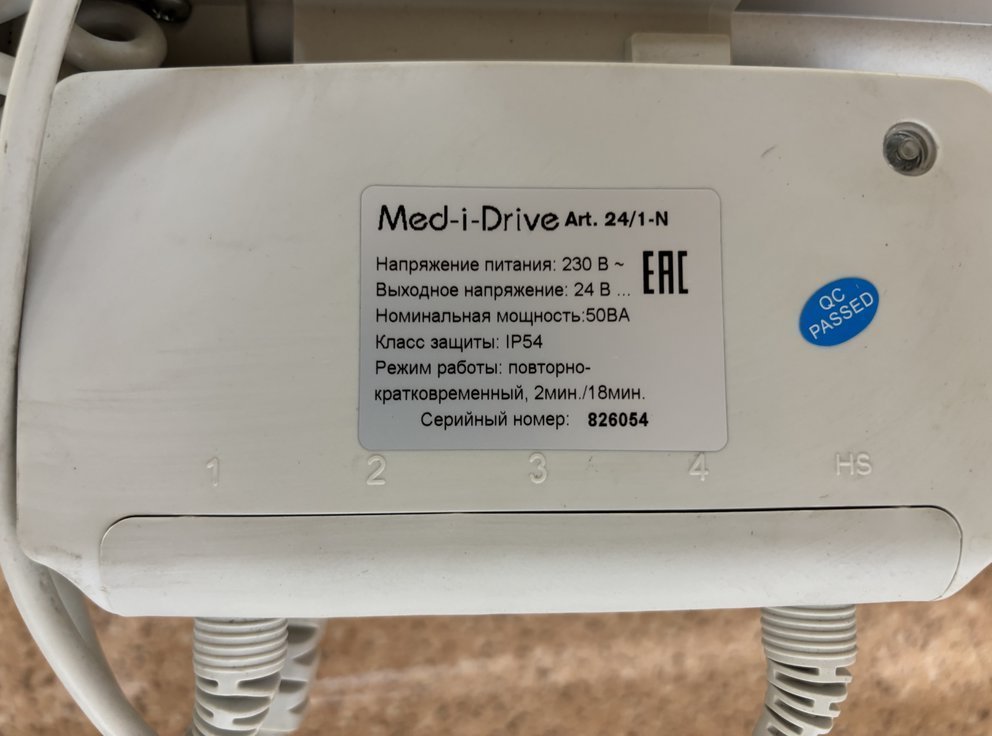 Med-i-Drive Art. 24/1-N
Напряжение питания: 230 В ~
EAC
Выходное напряжение: 24 В ...
Номинальная мощность:50ВА
Класс защиты: IP54
Режим работы: повторно-
кратковременный, 2мин./18мин.
Серийный номер: 826054
QC
PASSED
1 2 3 4 HS